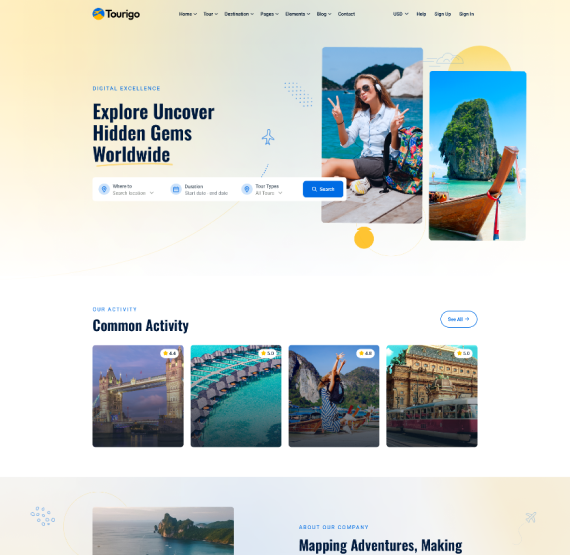 Tourigo
Home Tour Destination Pages Elements Blog Contact
USD Help Sign Up Sign In
DIGITAL EXCELLENCE
Explore Uncover
Hidden Gems
Worldwide
Where to
Search location
Duration
Start date . end date
Tour Types
All Tours
Search
OUR ACTIVITY
Common Activity
See All
4.4
5.0
4.8
5.0
ABOUT OUR COMPANY
Mapping Adventures, Making